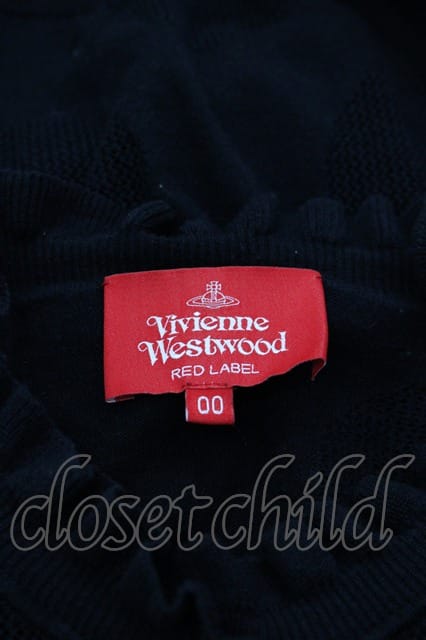 Vivienne
Westwood
RED LABEL
00
closetchild